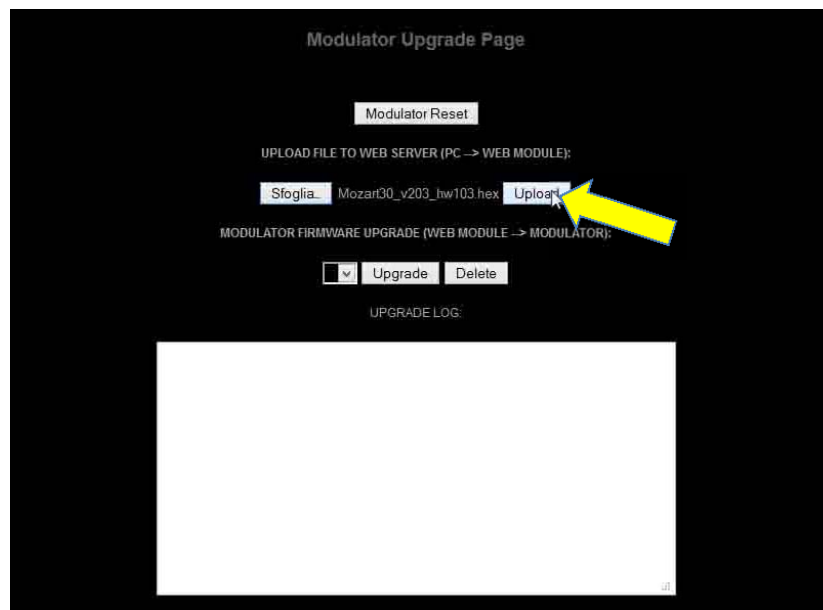 Modulator Upgrade Page
Modulator Reset
UPLOAD FILE TO WEB SERVER (PC --> WEB MODULE):
Sfoglia_ Mozart30_v203_hw103.hex Upload
MODULATOR FIRMWARE UPGRADE (WEB MODULE --> MODULATOR):
Upgrade Delete
UPGRADE LOG: